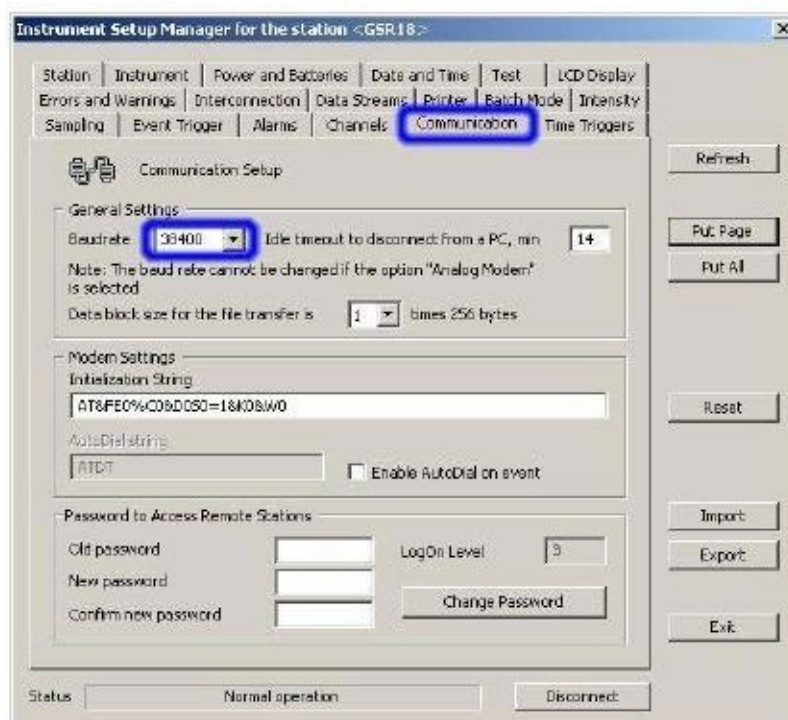 Instrument Setup Manager for the station <GSR18>
Station Instrument Power and Batteries Date and Time Test LCD Display
Errors and Warnings Interconnection Data Streams Printer Batch Mode Intensity
Sampling Event Trigger Alarms Channels Communication Time Triggers
Communication Setup
Refresh
General Settings
Baudrate 38400 Idle timeout to disconnect from a PC, min 14
Put Page
Note: The baud rate cannot be changed if the option "Analog Modem"
is selected
Put All
Data block size for the file transfer is 1 times 256 bytes
Modem Settings
Initialization String
AT&FE0%C0&D0S0=1&K0&W0
Reset
AutoDial string
ATDT Enable AutoDial on event
Password to Access Remote Stations
Import
Old password LogOn Level 9
Export
New password
Change Password
Confirm new password
Exit
Status Normal operation Disconnect